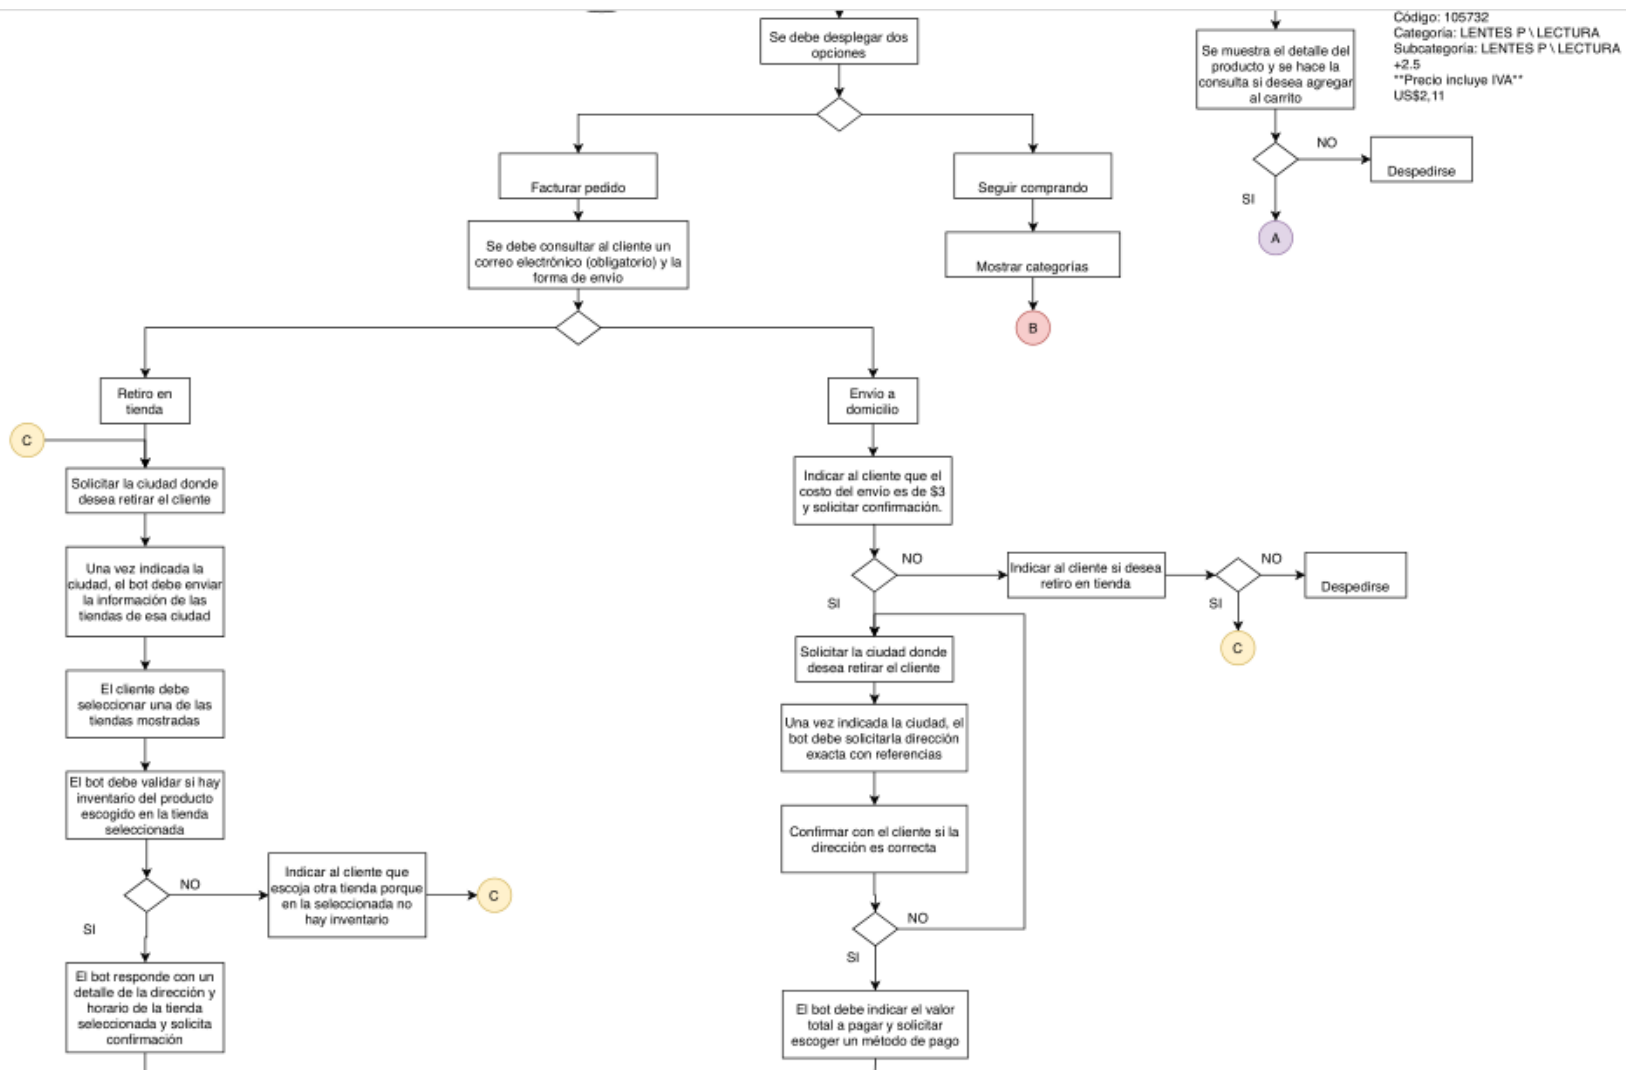 Se debe desplegar dos
opciones
Facturar pedido
Se debe consultar al cliente un
correo electrónico (obligatorio) y la
forma de envío
Seguir comprando
Mostrar categorías
B
Se muestra el detalle del
producto y se hace la
consulta si desea agregar
al carrito
Código: 105732
Categoría: LENTES P \ LECTURA
Subcategoría: LENTES P \ LECTURA
+2.5
**Precio incluye IVA**
US$2,11
NO
Despedirse
SI
A
Retiro en
tienda
C
Solicitar la ciudad donde
desea retirar el cliente
Una vez indicada la
ciudad, el bot debe enviar
la información de las
tiendas de esa ciudad
El cliente debe
seleccionar una de las
tiendas mostradas
El bot debe validar si hay
inventario del producto
escogido en la tienda
seleccionada
NO
Indicar al cliente que
escoja otra tienda porque
en la seleccionada no
hay inventario
C
SI
El bot responde con un
detalle de la dirección y
horario de la tienda
seleccionada y solicita
confirmación
Envío a
domicilio
Indicar al cliente que el
costo del envío es de $3
y solicitar confirmación.
NO
Indicar al cliente si desea
retiro en tienda
NO
Despedirse
SI
C
SI
Solicitar la ciudad donde
desea retirar el cliente
Una vez indicada la ciudad, el
bot debe solicitarla dirección
exacta con referencias
Confirmar con el cliente si la
dirección es correcta
NO
SI
El bot debe indicar el valor
total a pagar y solicitar
escoger un método de pago